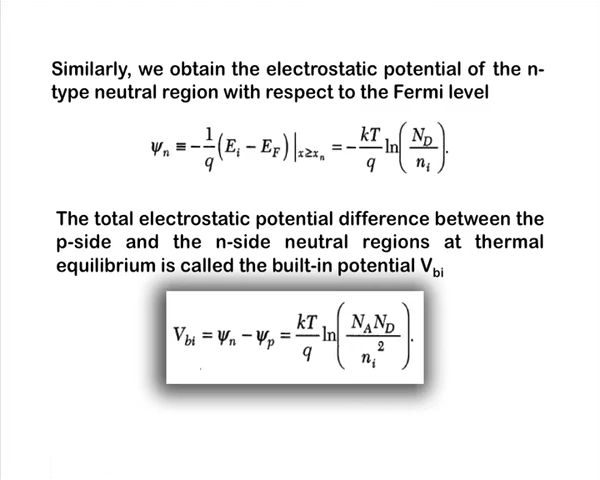 Similarly, we obtain the electrostatic potential of the n-
type neutral region with respect to the Fermi level
ψn ≡ −1/q (Ei − EF)|x≥xn = −kT/q ln(ND/ni).
The total electrostatic potential difference between the
p-side and the n-side neutral regions at thermal
equilibrium is called the built-in potential Vbi
Vbi = ψn − ψp = kT/q ln(NAND/ni²).